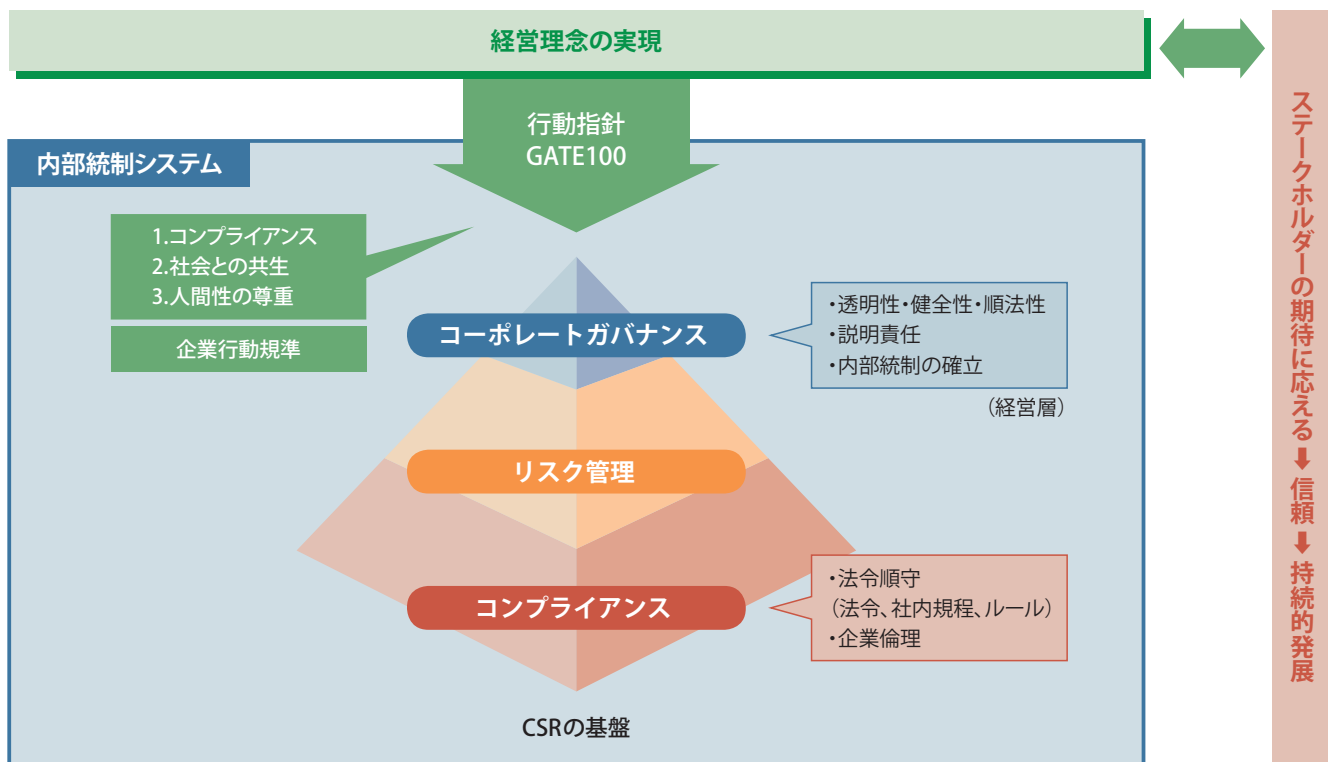 経営理念の実現
行動指針
GATE100
内部統制システム
1.コンプライアンス
2.社会との共生
3.人間性の尊重
企業行動規準
コーポレートガバナンス
・透明性・健全性・順法性
・説明責任
・内部統制の確立
(経営層)
リスク管理
コンプライアンス
・法令順守
(法令、社内規程、ルール)
・企業倫理
CSRの基盤
ステークホルダーの期待に応える➡信頼➡持続的発展